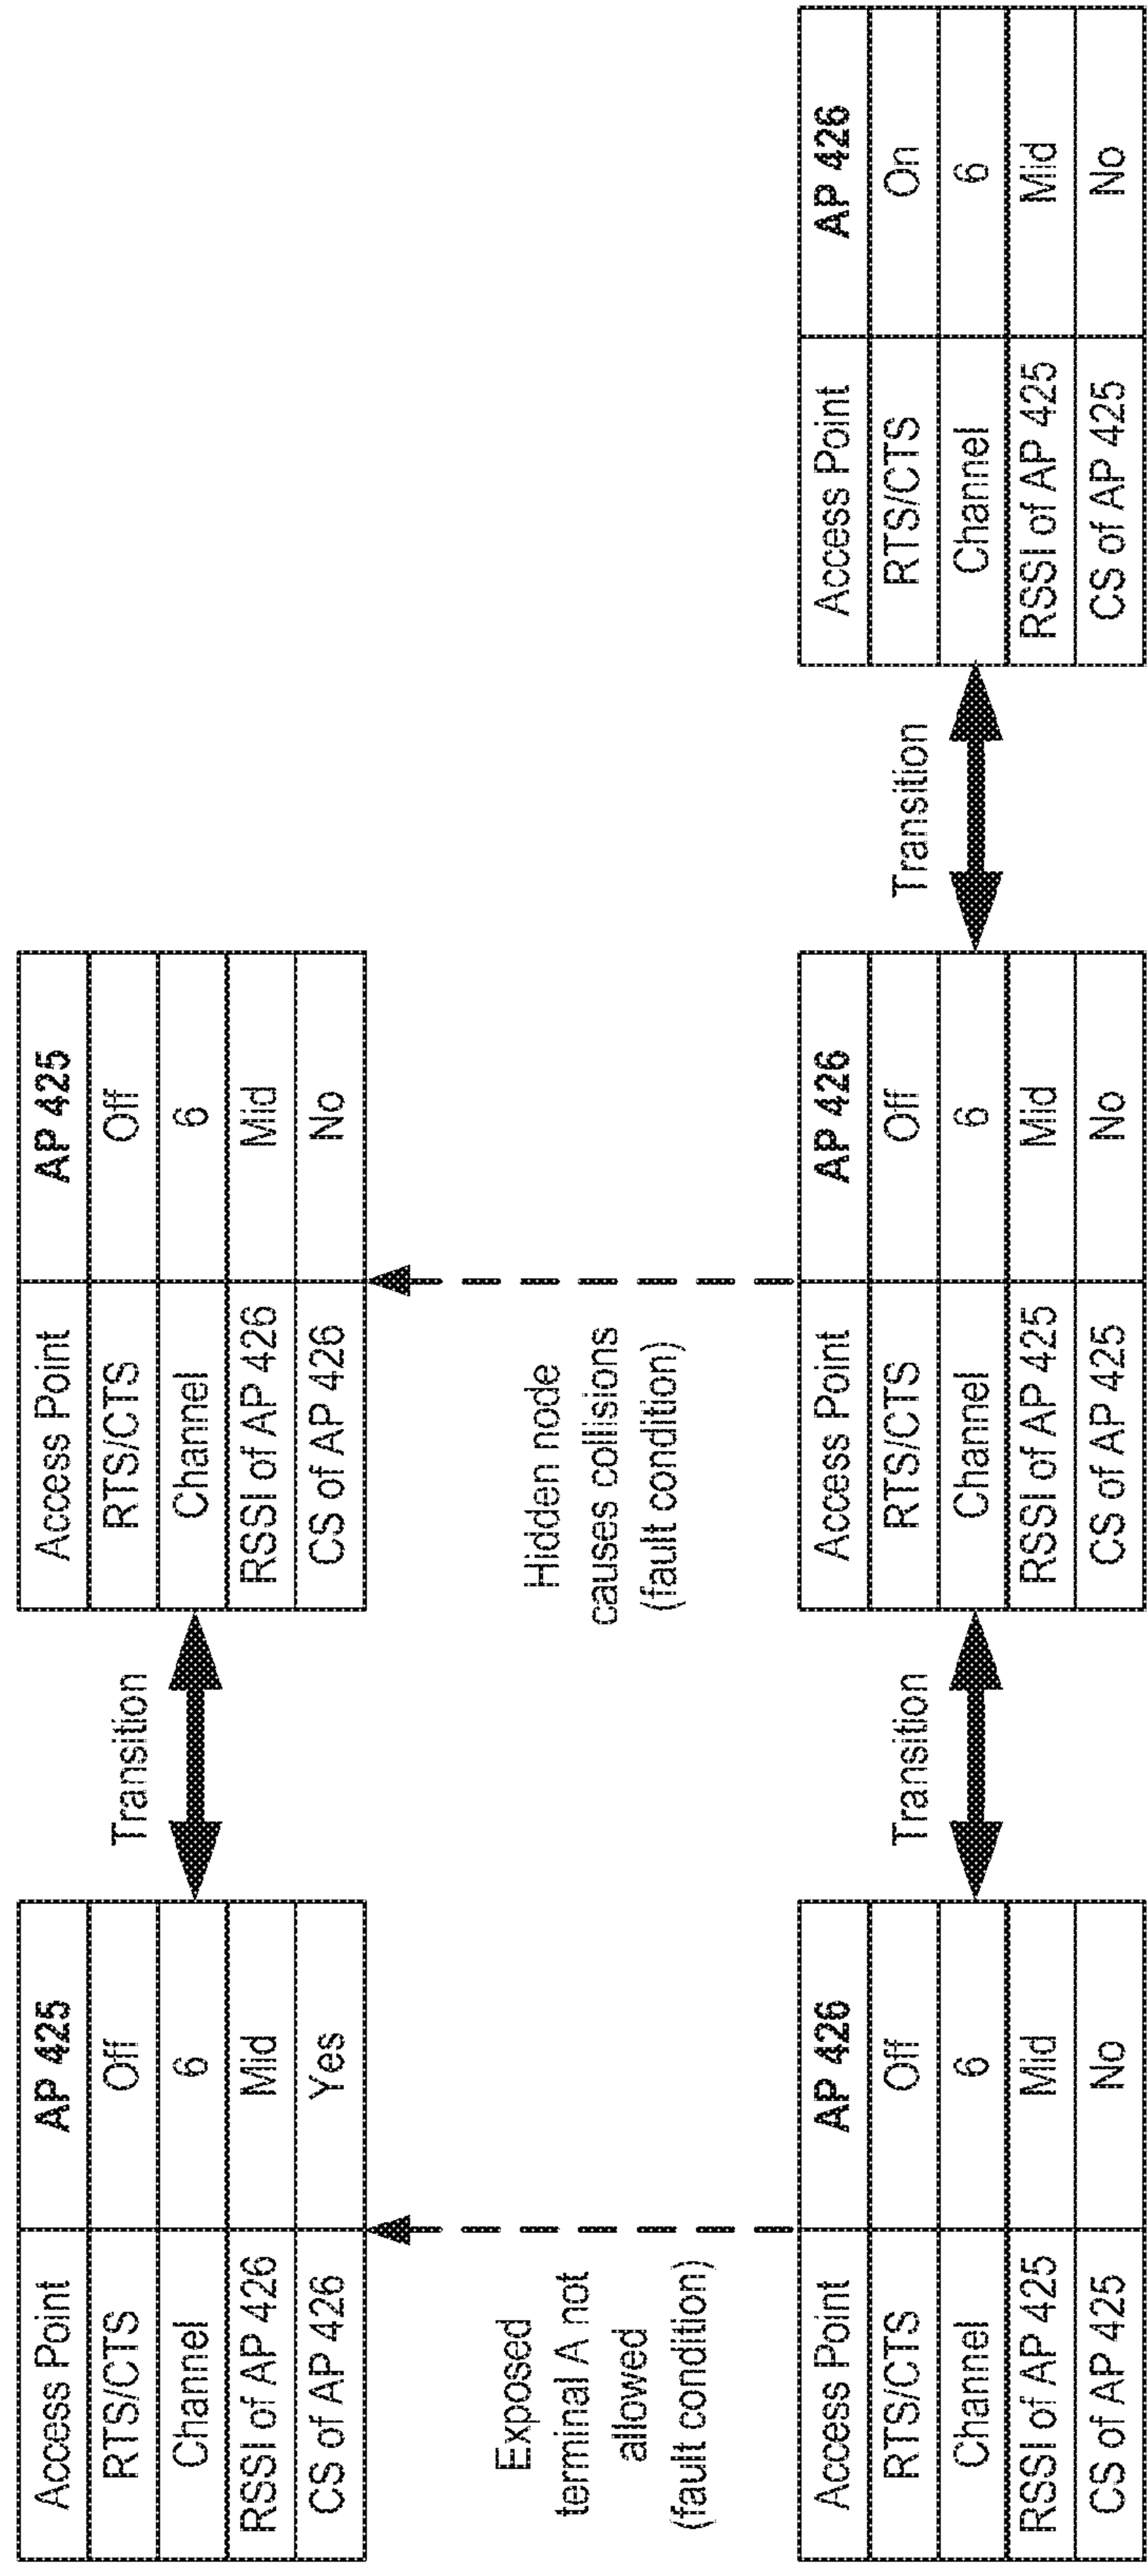 Access Point AP 425
RTS/CTS Off
Channel 6
RSSI of AP 426 Mid
CS of AP 426 Yes
Transition
Access Point AP 425
RTS/CTS Off
Channel 6
RSSI of AP 426 Mid
CS of AP 426 No
Exposed
terminal A not
allowed
(fault condition)
Hidden node
causes collisions
(fault condition)
Access Point AP 426
RTS/CTS Off
Channel 6
RSSI of AP 425 Mid
CS of AP 425 No
Transition
Access Point AP 426
RTS/CTS Off
Channel 6
RSSI of AP 425 Mid
CS of AP 425 No
Transition
Access Point AP 426
RTS/CTS On
Channel 6
RSSI of AP 425 Mid
CS of AP 425 No